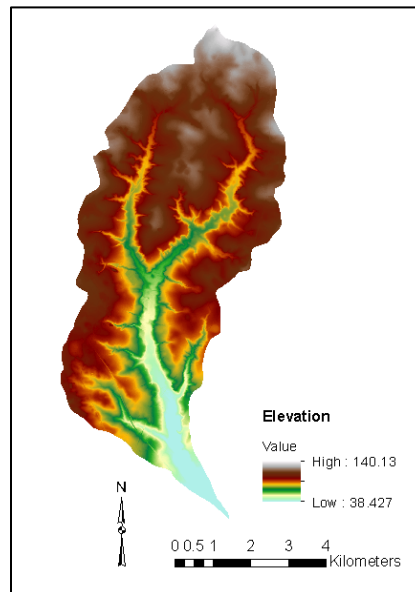 Elevation
Value
High : 140.13
Low : 38.427
N
0 0.5 1 2 3 4
Kilometers